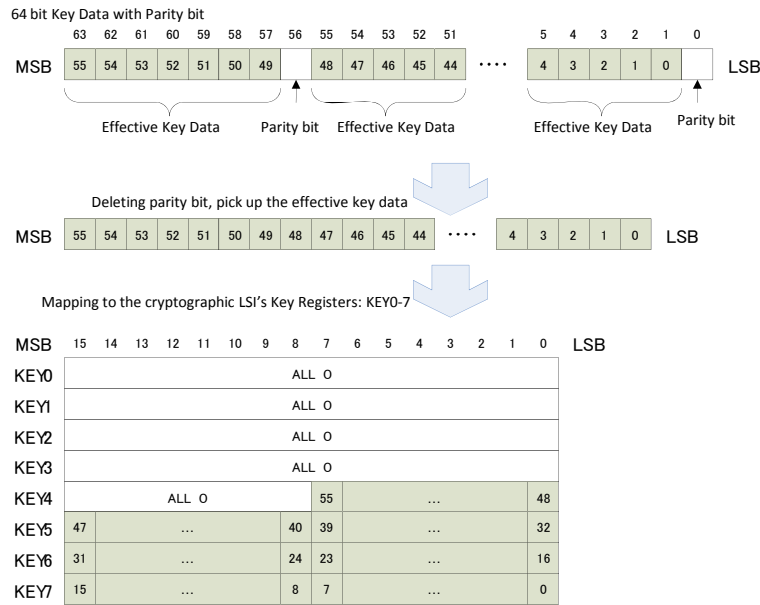 64 bit Key Data with Parity bit
63 62 61 60 59 58 57 56 55 54 53 52 51 5 4 3 2 1 0
MSB 55 54 53 52 51 50 49 48 47 46 45 44 ···· 4 3 2 1 0 LSB
Effective Key Data Parity bit Effective Key Data Effective Key Data Parity bit
Deleting parity bit, pick up the effective key data
MSB 55 54 53 52 51 50 49 48 47 46 45 44 ···· 4 3 2 1 0 LSB
Mapping to the cryptographic LSI's Key Registers: KEY0-7
MSB 15 14 13 12 11 10 9 8 7 6 5 4 3 2 1 0 LSB
KEY0 ALL O
KEY1 ALL O
KEY2 ALL O
KEY3 ALL O
KEY4 ALL O 55 ... 48
KEY5 47 ... 40 39 ... 32
KEY6 31 ... 24 23 ... 16
KEY7 15 ... 8 7 ... 0